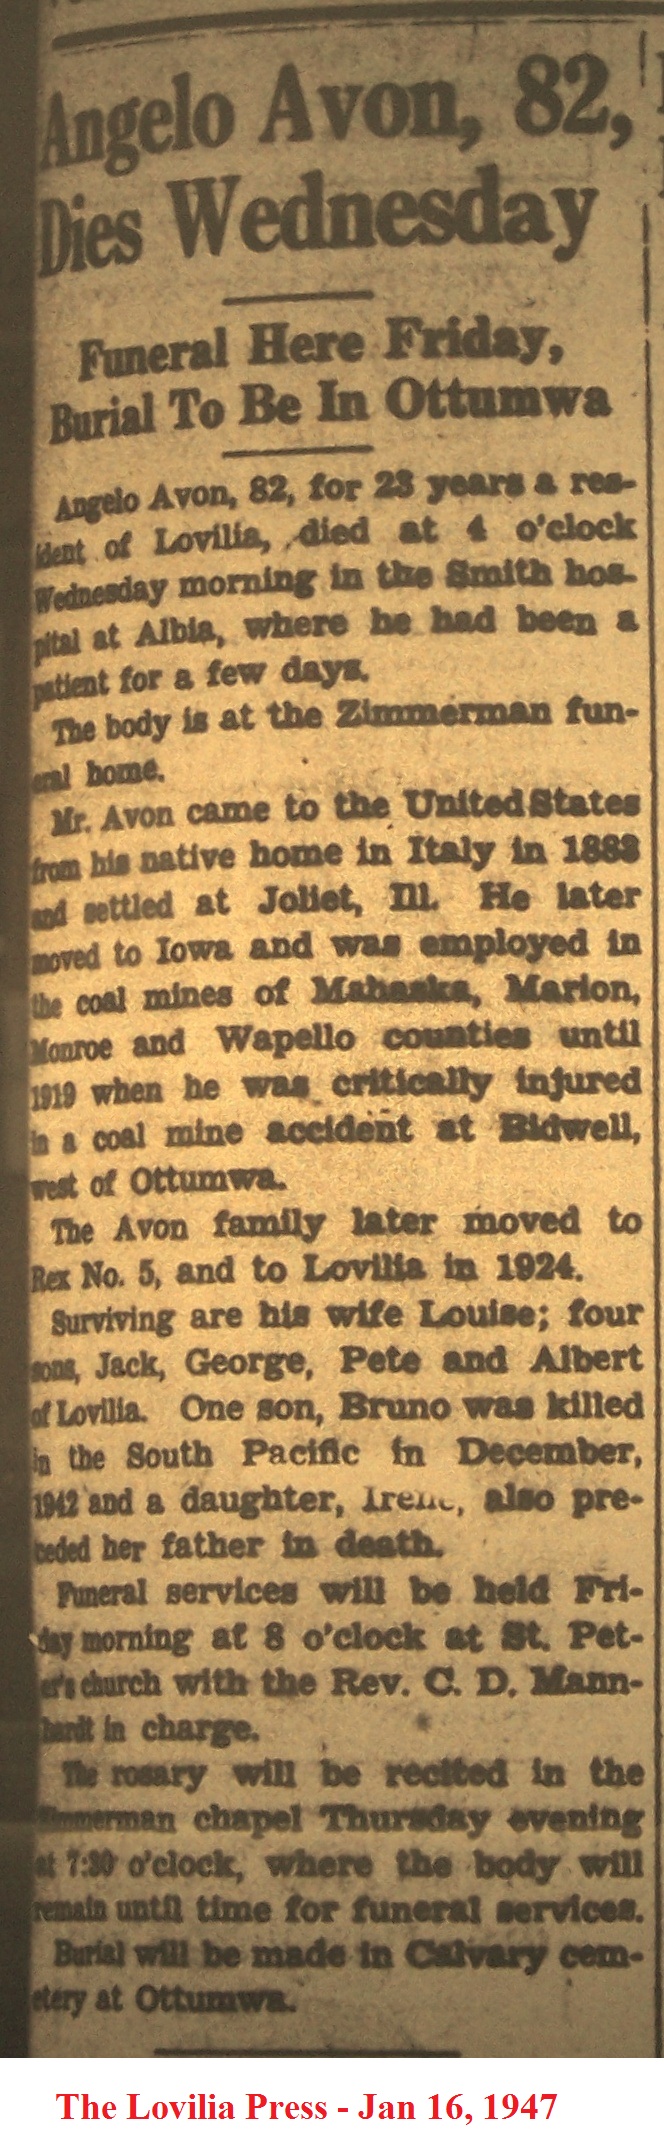 Angelo Avon, 82,
Dies Wednesday
Funeral Here Friday,
Burial To Be In Ottumwa
Angelo Avon, 82, for 23 years a res-
ident of Lovilia, died at 4 o'clock
Wednesday morning in the Smith hos-
pital at Albia, where he had been a
patient for a few days.
The body is at the Zimmerman fun-
eral home.
Mr. Avon came to the United States
from his native home in Italy in 1888
and settled at Joliet, Ill. He later
moved to Iowa and was employed in
the coal mines of Mahaska, Marion,
Monroe and Wapello counties until
1919 when he was critically injured
in a coal mine accident at Bidwell,
west of Ottumwa.
The Avon family later moved to
Rex No. 5, and to Lovilia in 1924.
Surviving are his wife Louise; four
sons, Jack, George, Pete and Albert
of Lovilia. One son, Bruno was killed
in the South Pacific in December,
1942 and a daughter, Irene, also pre-
ceded her father in death.
Funeral services will be held Fri-
day morning at 8 o'clock at St. Pet-
er's church with the Rev. C. D. Mann-
hardt in charge.
The rosary will be recited in the
Zimmerman chapel Thursday evening
at 7:30 o'clock, where the body will
remain until time for funeral services.
Burial will be made in Calvary cem-
etery at Ottumwa.
The Lovilia Press - Jan 16, 1947